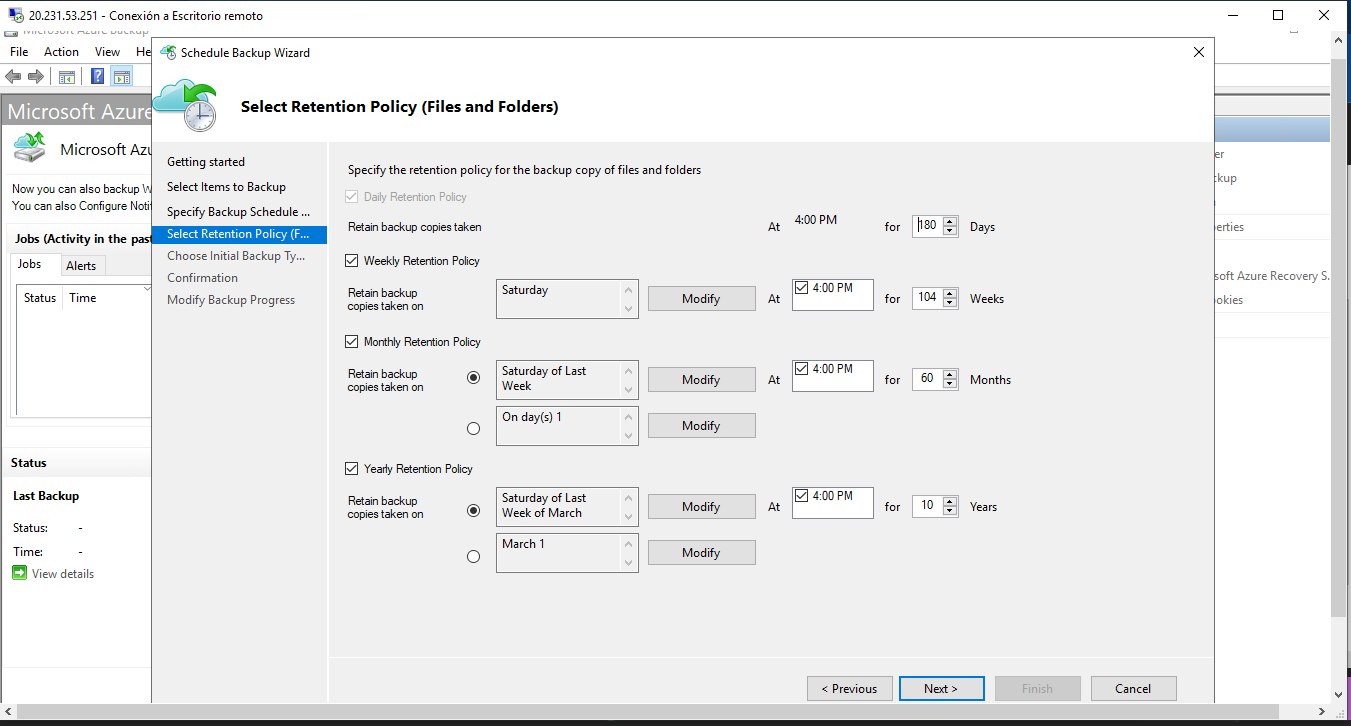 20.231.53.251 - Conexión a Escritorio remoto
Microsoft Azure Backup
File Action View He
Schedule Backup Wizard
Microsoft Azure
Select Retention Policy (Files and Folders)
Microsoft Azu
Now you can also backup W
You can also Configure Notif
Jobs (Activity in the past
Jobs
Alerts
Status Time
Status
Last Backup
Status: -
Time: -
View details
Getting started
Select Items to Backup
Specify Backup Schedule ...
Select Retention Policy (F...
Choose Initial Backup Ty...
Confirmation
Modify Backup Progress
Specify the retention policy for the backup copy of files and folders
Daily Retention Policy
Retain backup copies taken At 4:00 PM for 180 Days
Weekly Retention Policy
Retain backup
copies taken on
Saturday
Modify At 4:00 PM for 104 Weeks
Monthly Retention Policy
Retain backup
copies taken on
Saturday of Last
Week
Modify At 4:00 PM for 60 Months
On day(s) 1
Modify
Yearly Retention Policy
Retain backup
copies taken on
Saturday of Last
Week of March
Modify At 4:00 PM for 10 Years
March 1
Modify
< Previous Next > Finish Cancel
er
ckup
erties
soft Azure Recovery S...
okies